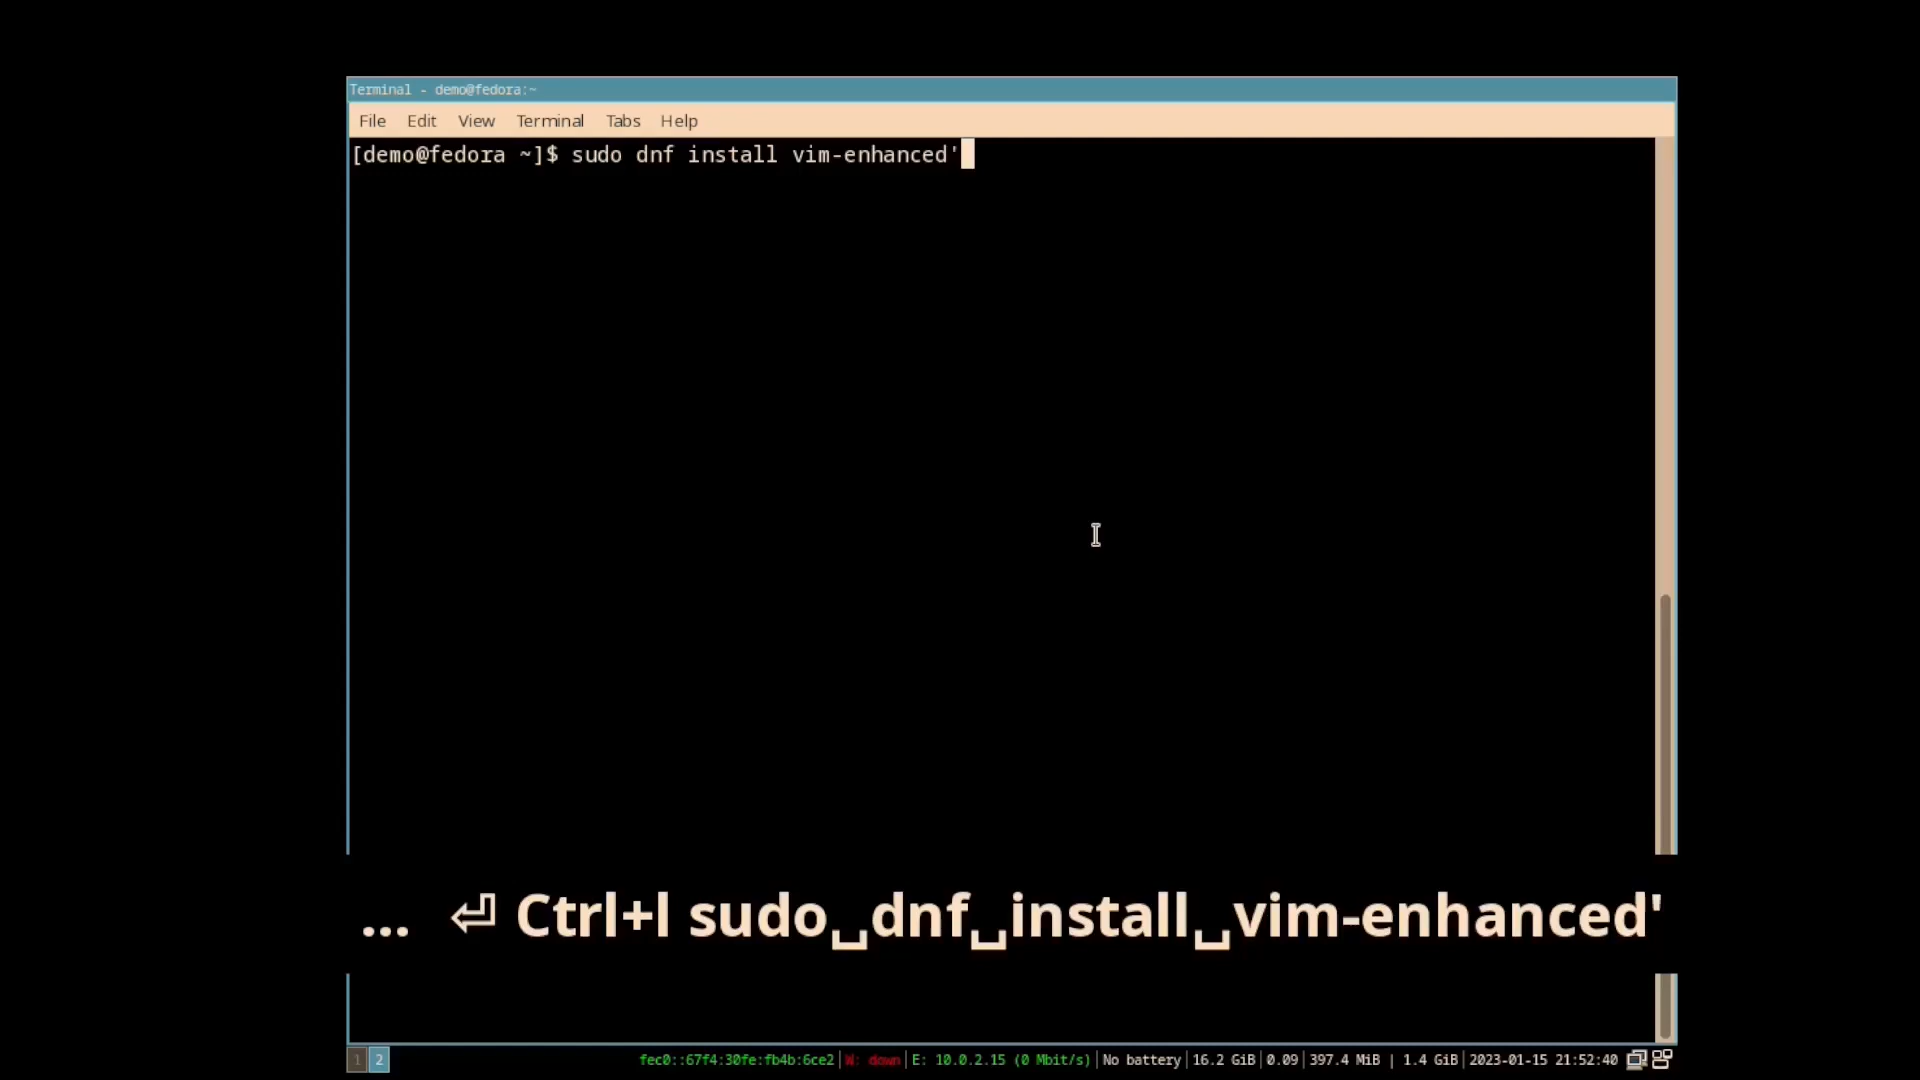 Terminal - demo@fedora:~
File Edit View Terminal Tabs Help
[demo@fedora ~]$ sudo dnf install vim-enhanced'
... ⏎ Ctrl+l sudo␣dnf␣install␣vim-enhanced'
1 2 fec0::67f4:30fe:fb4b:6ce2|W: down|E: 10.0.2.15 (0 Mbit/s)|No battery|16.2 GiB|0.09|397.4 MiB | 1.4 GiB|2023-01-15 21:52:40